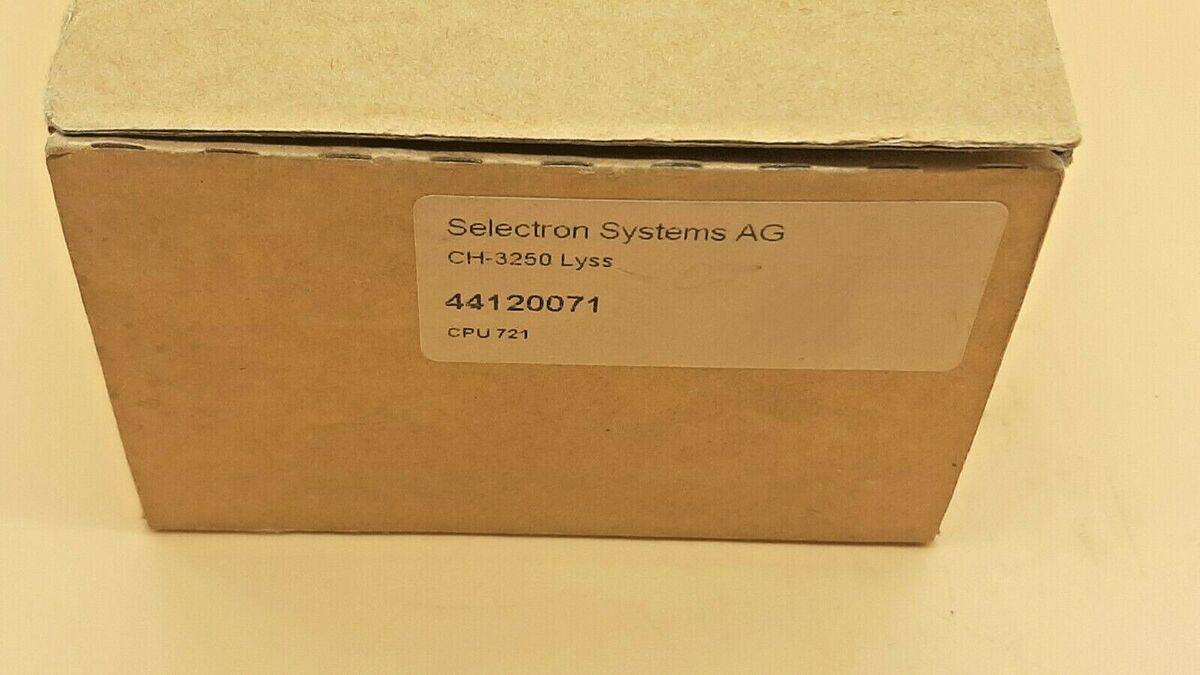 Selectron Systems AG
CH-3250 Lyss
44120071
CPU 721